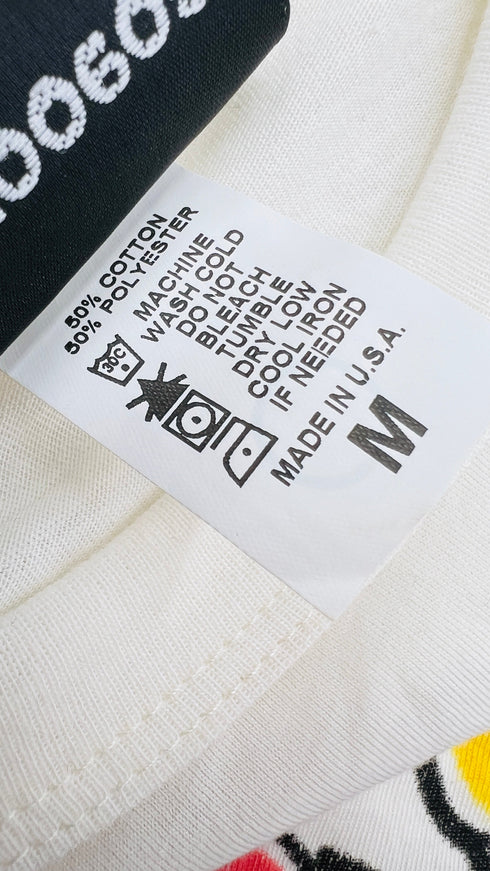 50% COTTON
50% POLYESTER
MACHINE
WASH COLD
DO NOT
BLEACH
TUMBLE
DRY LOW
COOL IRON
IF NEEDED
30C
MADE IN U.S.A.
M